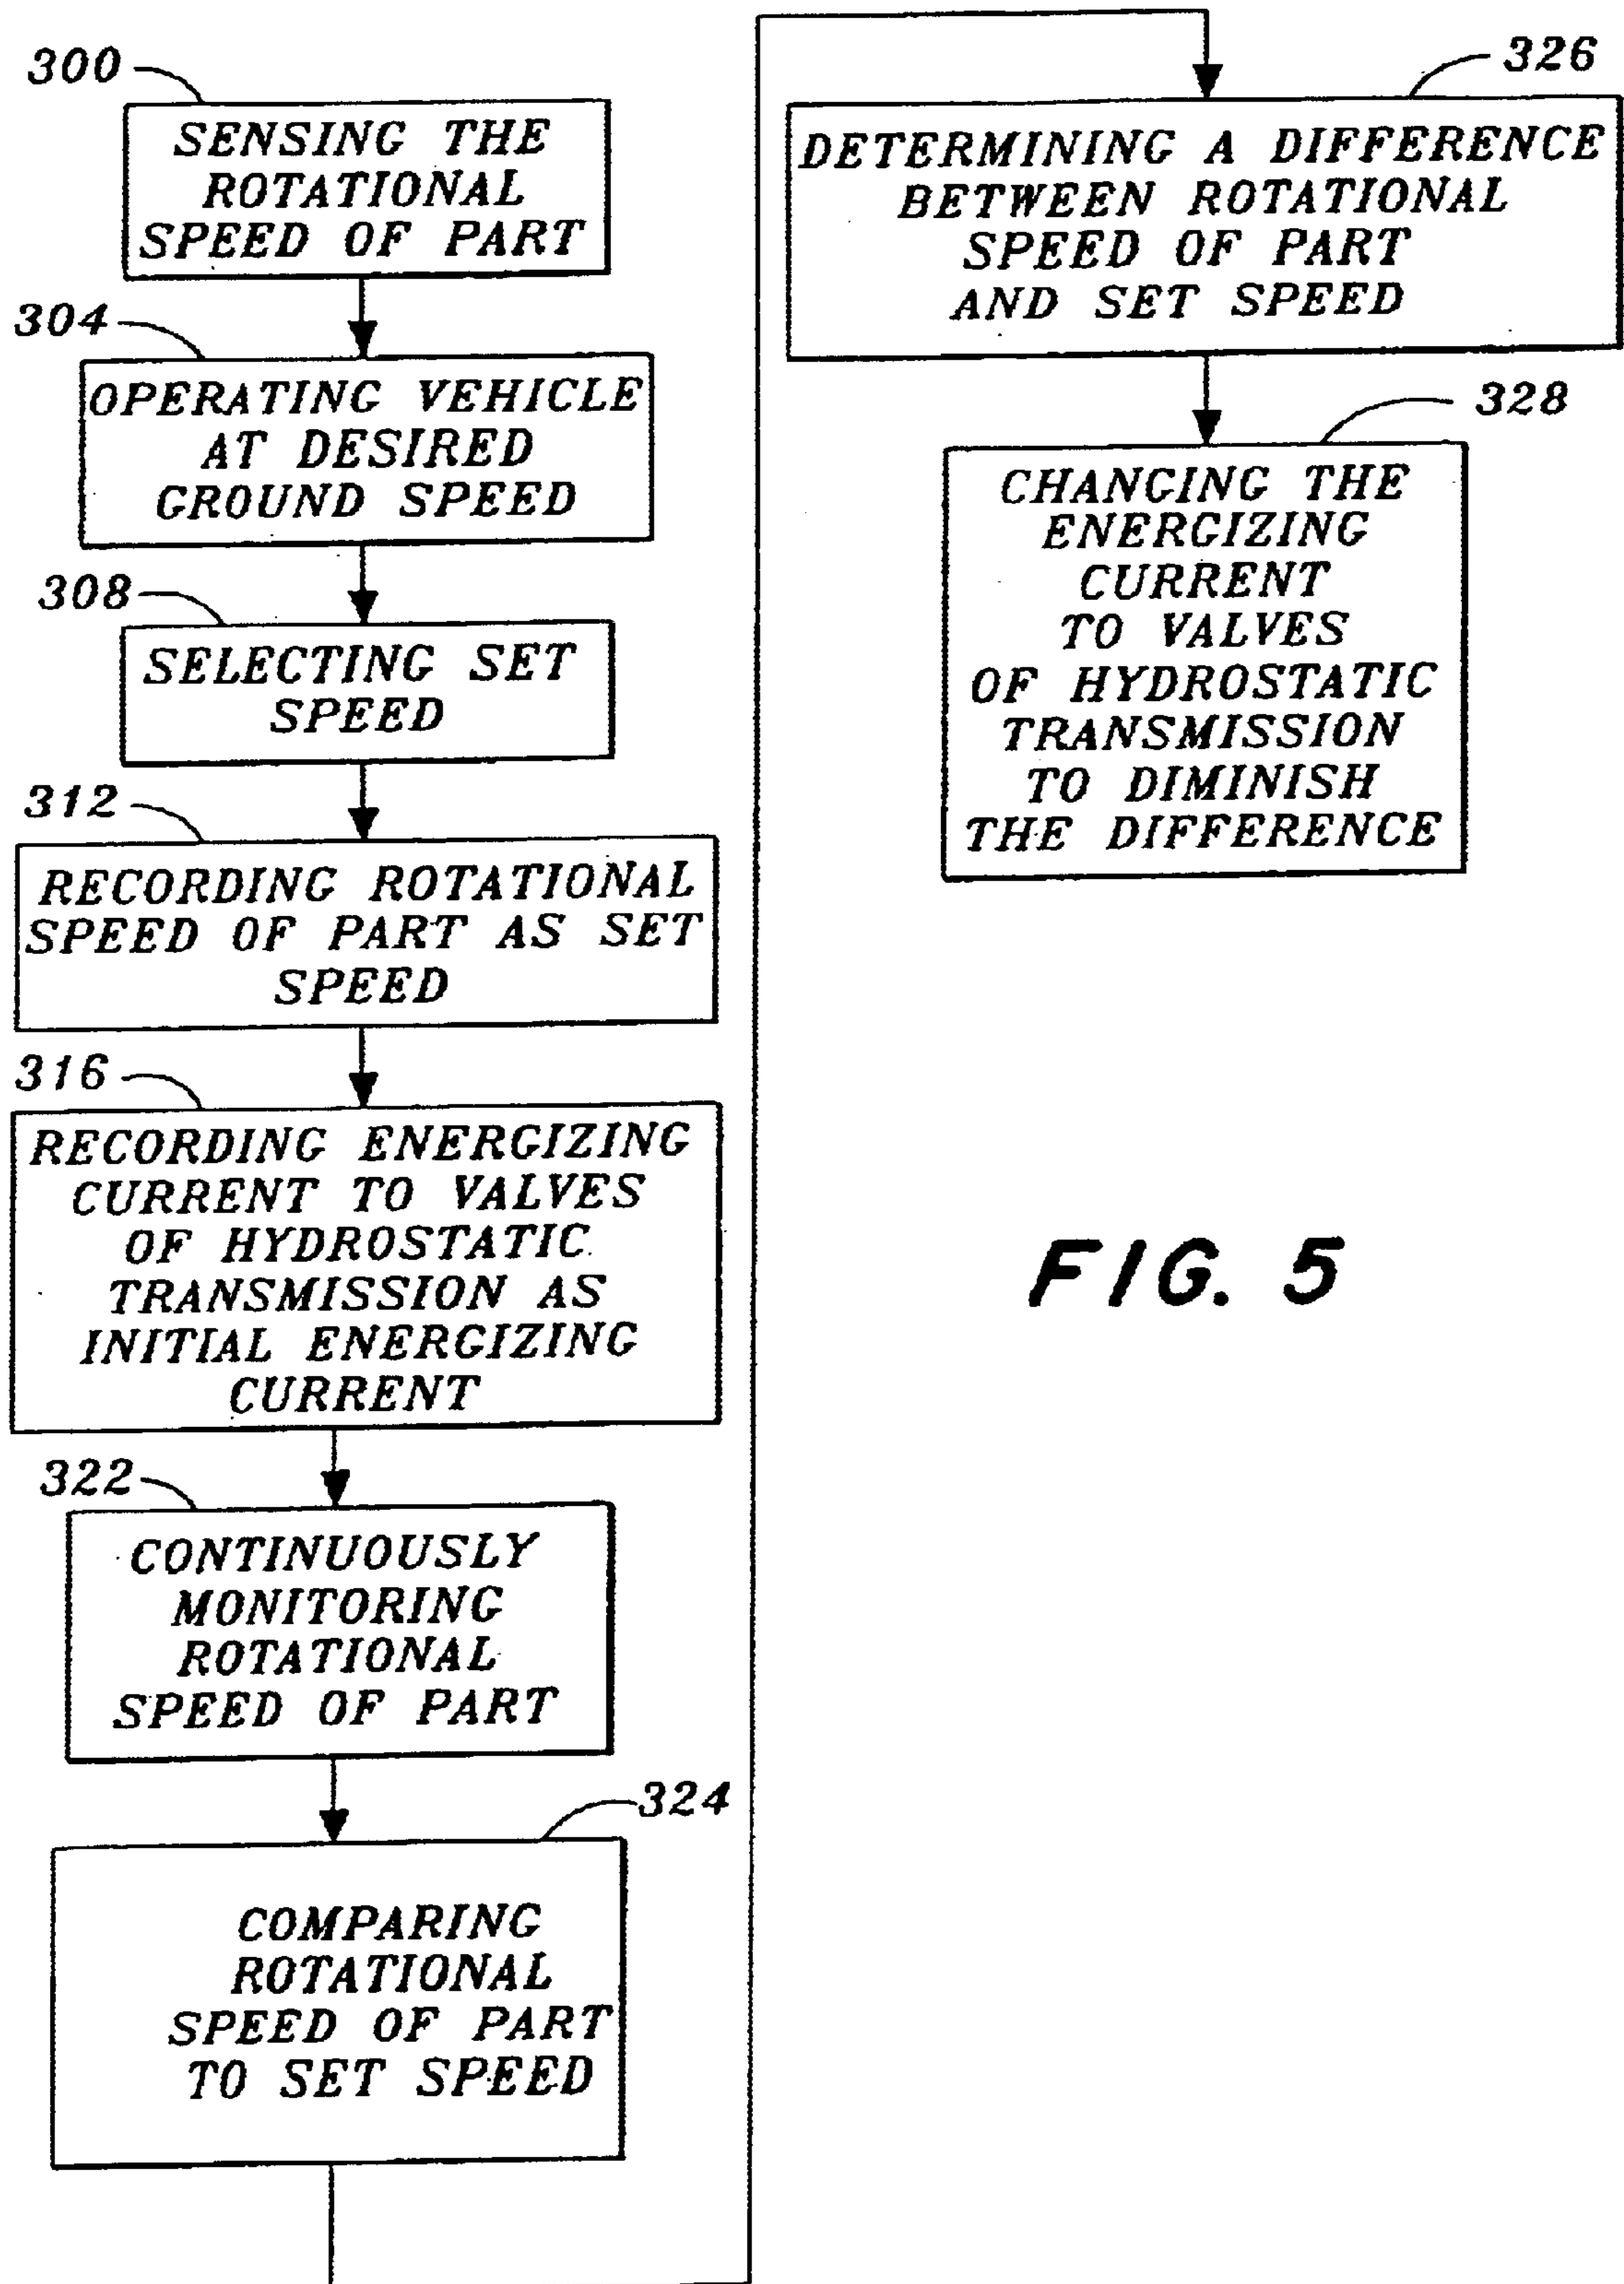 300
SENSING THE
ROTATIONAL
SPEED OF PART
304
OPERATING VEHICLE
AT DESIRED
GROUND SPEED
308
SELECTING SET
SPEED
312
RECORDING ROTATIONAL
SPEED OF PART AS SET
SPEED
316
RECORDING ENERGIZING
CURRENT TO VALVES
OF HYDROSTATIC
TRANSMISSION AS
INITIAL ENERGIZING
CURRENT
322
CONTINUOUSLY
MONITORING
ROTATIONAL
SPEED OF PART
324
COMPARING
ROTATIONAL
SPEED OF PART
TO SET SPEED
326
DETERMINING A DIFFERENCE
BETWEEN ROTATIONAL
SPEED OF PART
AND SET SPEED
328
CHANGING THE
ENERGIZING
CURRENT
TO VALVES
OF HYDROSTATIC
TRANSMISSION
TO DIMINISH
THE DIFFERENCE
FIG. 5